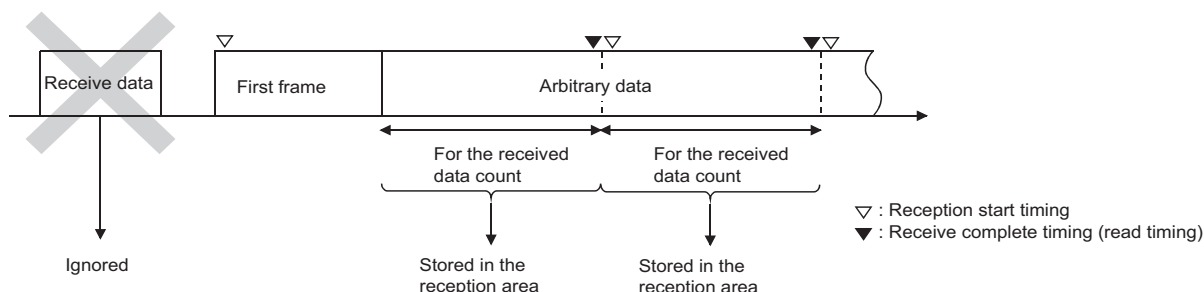 Receive data
First frame
Arbitrary data
For the received
data count
For the received
data count
▽ : Reception start timing
▼ : Receive complete timing (read timing)
Ignored
Stored in the
reception area
Stored in the
reception area